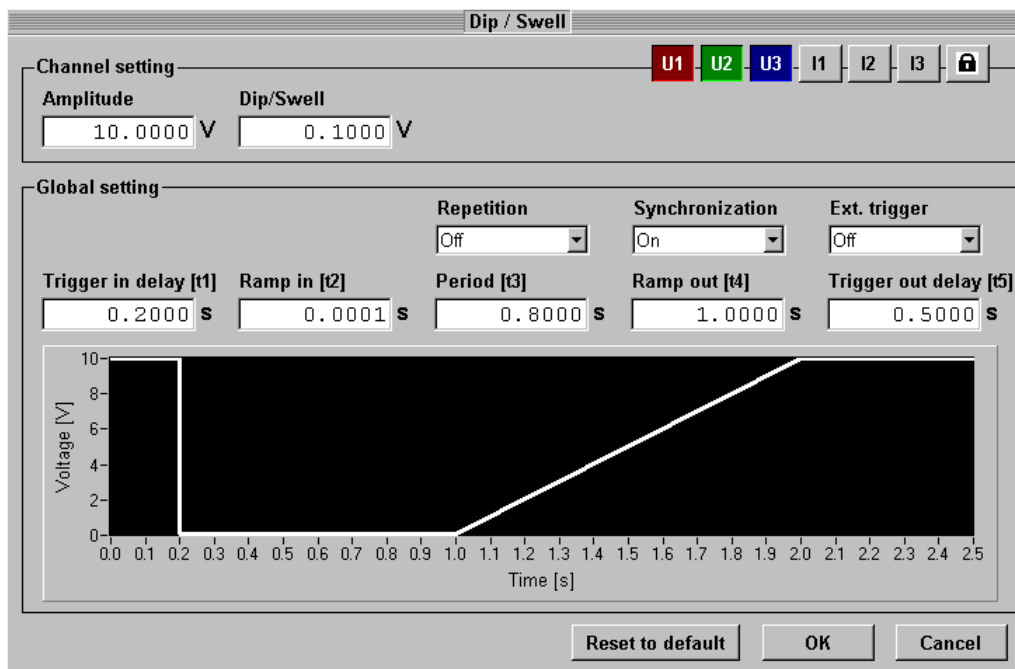 Dip / Swell
Channel setting
U1 U2 U3 I1 I2 I3
Amplitude Dip/Swell
10.0000 V 0.1000 V
Global setting
Repetition Synchronization Ext. trigger
Off On Off
Trigger in delay [t1] Ramp in [t2] Period [t3] Ramp out [t4] Trigger out delay [t5]
0.2000 s 0.0001 s 0.8000 s 1.0000 s 0.5000 s
Voltage [V]
10
8
6
4
2
0
0.0 0.1 0.2 0.3 0.4 0.5 0.6 0.7 0.8 0.9 1.0 1.1 1.2 1.3 1.4 1.5 1.6 1.7 1.8 1.9 2.0 2.1 2.2 2.3 2.4 2.5
Time [s]
Reset to default OK Cancel